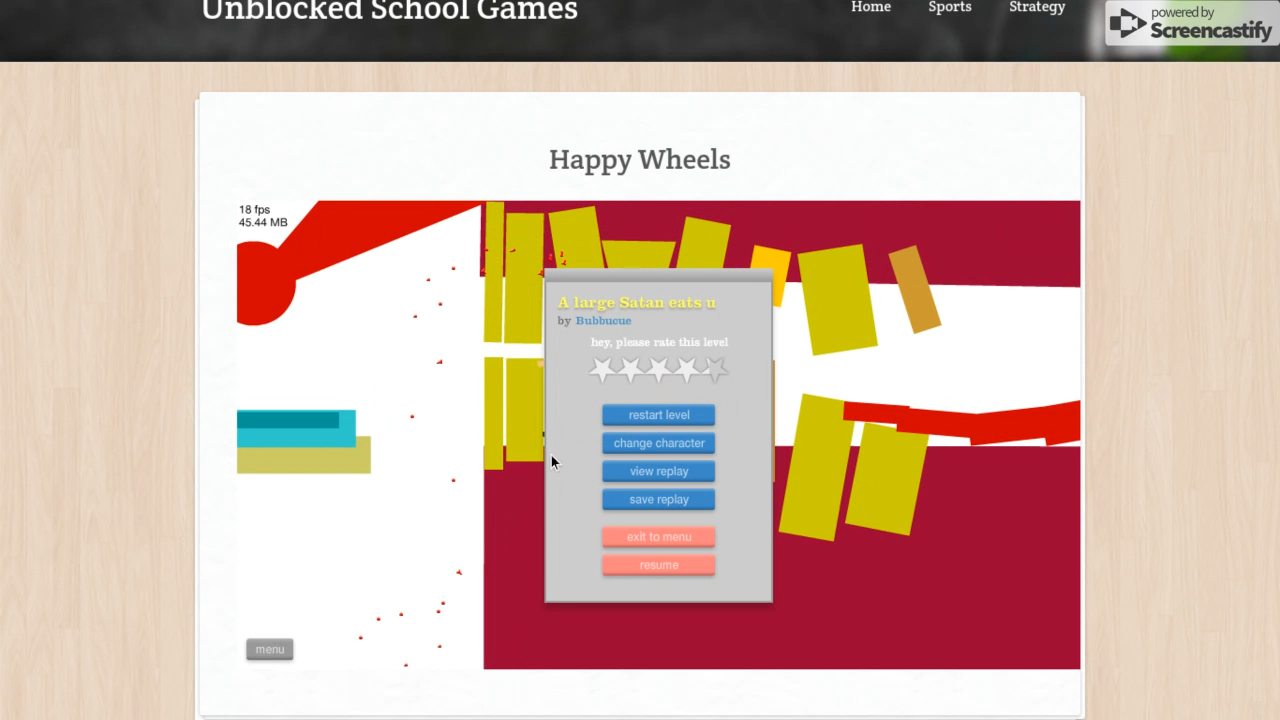 Unblocked School Games
Home Sports Strategy
powered by
Screencastify
Happy Wheels
18 fps
45.44 MB
A large Satan eats u
by Bubbucue
hey, please rate this level
restart level
change character
view replay
save replay
exit to menu
resume
menu